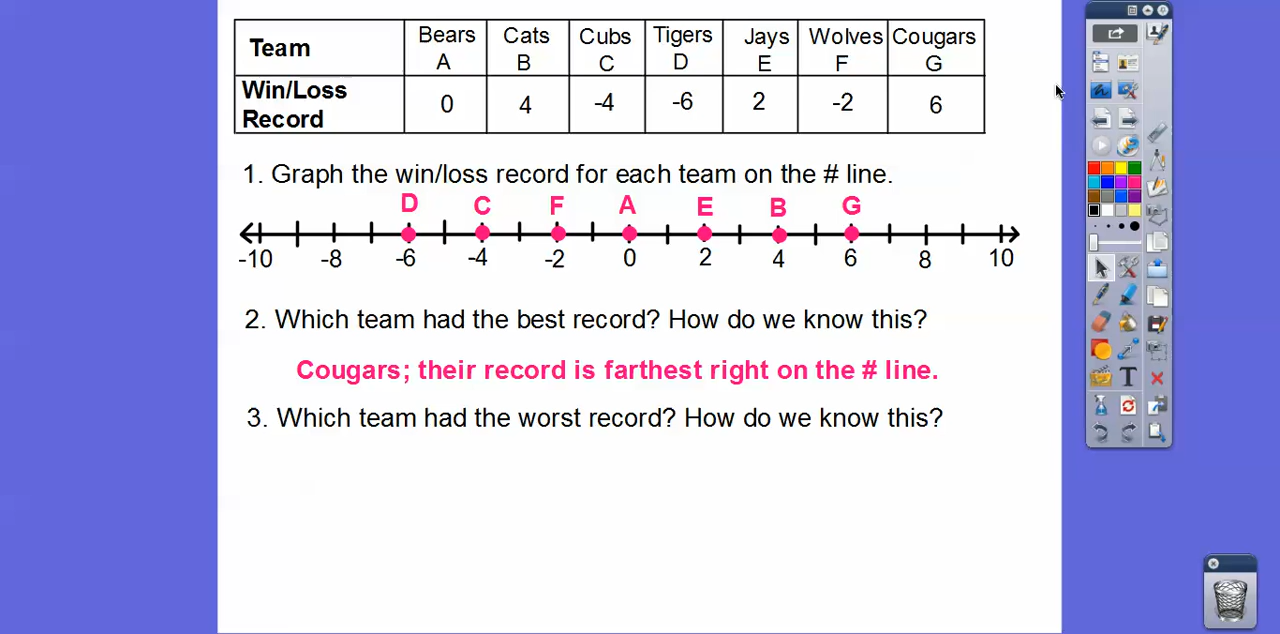 Team Bears A Cats B Cubs C Tigers D Jays E Wolves F Cougars G
Win/Loss Record 0 4 -4 -6 2 -2 6
1. Graph the win/loss record for each team on the # line.
D C F A E B G
-10 -8 -6 -4 -2 0 2 4 6 8 10
2. Which team had the best record? How do we know this?
Cougars; their record is farthest right on the # line.
3. Which team had the worst record? How do we know this?
T